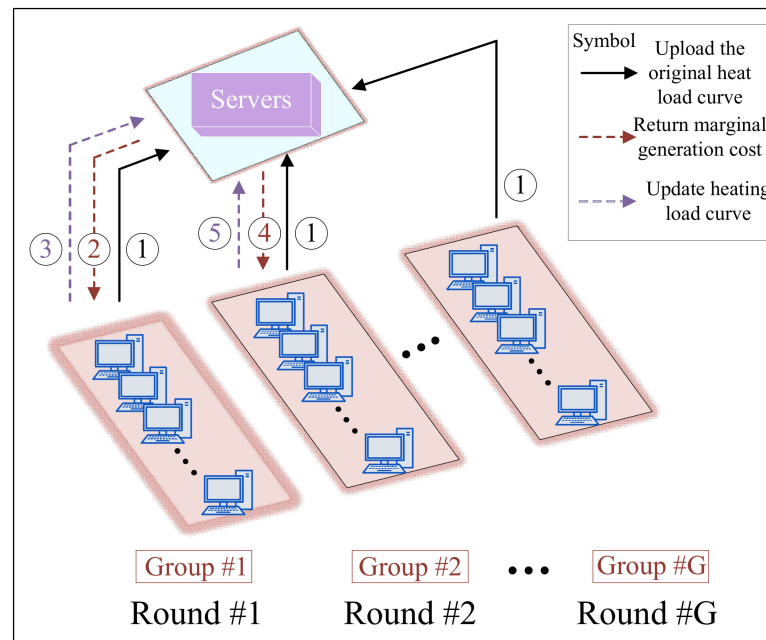 Servers
Symbol
Upload the
original heat
load curve
Return marginal
generation cost
Update heating
load curve
3
2
1
5
4
1
1
Group #1
Group #2
Group #G
Round #1
Round #2
Round #G